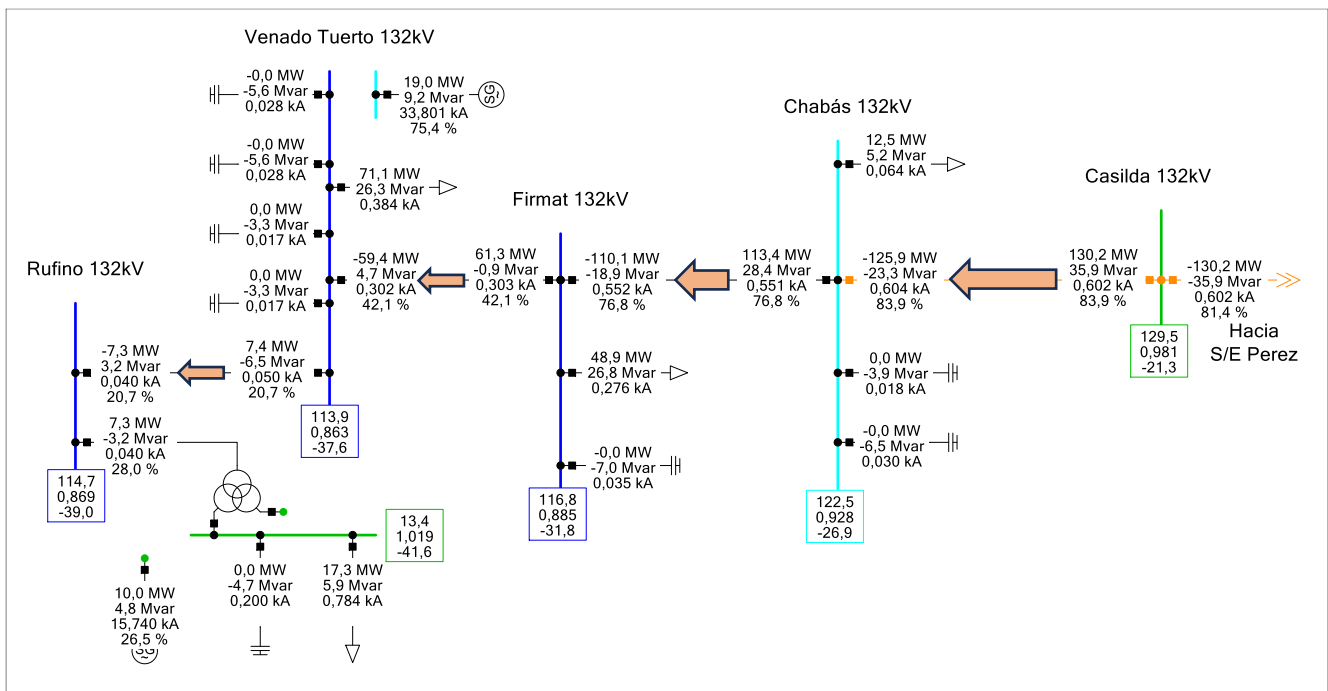 Venado Tuerto 132kV
-0,0 MW
-5,6 Mvar
0,028 kA
19,0 MW
9,2 Mvar
33,801 kA
75,4 %
SG
~
-0,0 MW
-5,6 Mvar
0,028 kA
71,1 MW
26,3 Mvar
0,384 kA
0,0 MW
-3,3 Mvar
0,017 kA
0,0 MW
-3,3 Mvar
0,017 kA
-59,4 MW
4,7 Mvar
0,302 kA
42,1 %
7,4 MW
-6,5 Mvar
0,050 kA
20,7 %
113,9
0,863
-37,6
Rufino 132kV
-7,3 MW
3,2 Mvar
0,040 kA
20,7 %
7,3 MW
-3,2 Mvar
0,040 kA
28,0 %
114,7
0,869
-39,0
13,4
1,019
-41,6
10,0 MW
4,8 Mvar
15,740 kA
26,5 %
SG
~
0,0 MW
-4,7 Mvar
0,200 kA
17,3 MW
5,9 Mvar
0,784 kA
Firmat 132kV
61,3 MW
-0,9 Mvar
0,303 kA
42,1 %
-110,1 MW
-18,9 Mvar
0,552 kA
76,8 %
48,9 MW
26,8 Mvar
0,276 kA
-0,0 MW
-7,0 Mvar
0,035 kA
116,8
0,885
-31,8
Chabás 132kV
12,5 MW
5,2 Mvar
0,064 kA
113,4 MW
28,4 Mvar
0,551 kA
76,8 %
-125,9 MW
-23,3 Mvar
0,604 kA
83,9 %
0,0 MW
-3,9 Mvar
0,018 kA
-0,0 MW
-6,5 Mvar
0,030 kA
122,5
0,928
-26,9
Casilda 132kV
130,2 MW
35,9 Mvar
0,602 kA
83,9 %
-130,2 MW
-35,9 Mvar
0,602 kA
81,4 %
Hacia
S/E Perez
129,5
0,981
-21,3